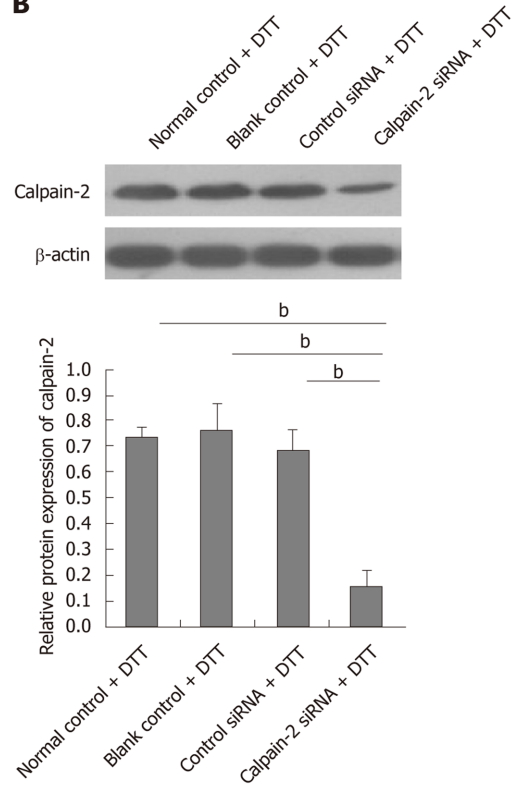 B
Normal control + DTT
Blank control + DTT
Control siRNA + DTT
Calpain-2 siRNA + DTT
Calpain-2
β-actin
b
b
b
Relative protein expression of calpain-2
1.0
0.9
0.8
0.7
0.6
0.5
0.4
0.3
0.2
0.1
0.0
Normal control + DTT
Blank control + DTT
Control siRNA + DTT
Calpain-2 siRNA + DTT